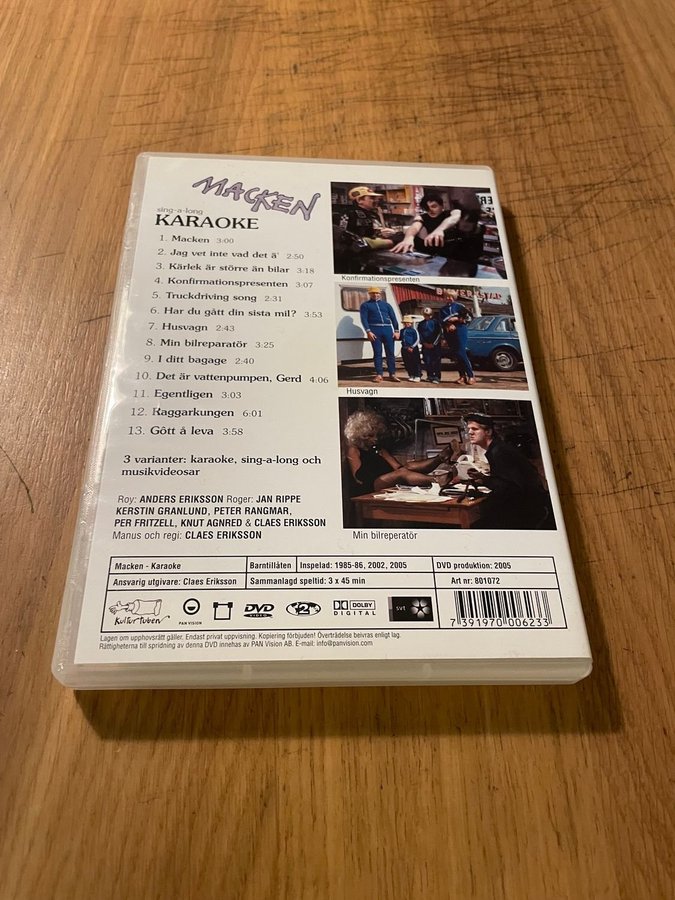 MACKEN
sing-a-long
KARAOKE
1. Macken 3:00
2. Jag vet inte vad det ä' 2:50
3. Kärlek är större än bilar 3:18
4. Konfirmationspresenten 3:07
5. Truckdriving song 2:31
6. Har du gått din sista mil? 3:53
7. Husvagn 2:43
8. Min bilreparatör 3:25
9. I ditt bagage 2:40
10. Det är vattenpumpen, Gerd 4:06
11. Egentligen 3:03
12. Raggarkungen 6:01
13. Gôtt å leva 3:58
3 varianter: karaoke, sing-a-long och
musikvideosar
Konfirmationspresenten
Husvagn
Min bilreperatör
Roy: ANDERS ERIKSSON Roger: JAN RIPPE
KERSTIN GRANLUND, PETER RANGMAR,
PER FRITZELL, KNUT AGNRED & CLAES ERIKSSON
Manus och regi: CLAES ERIKSSON
Macken - Karaoke Barntillåten Inspelad: 1985-86, 2002, 2005 DVD produktion: 2005
Ansvarig utgivare: Claes Eriksson Sammanlagd speltid: 3 x 45 min Art nr: 801072
Kulturtuben PAN VISION DVD VIDEO 2 DOLBY DIGITAL svt
7 391970 006233
Lagen om upphovsrätt gäller. Endast privat uppvisning. Kopiering förbjuden! Överträdelse beivras enligt lag.
Rättigheterna till spridning av denna DVD innehas av PAN Vision AB. E-mail: info@panvision.com